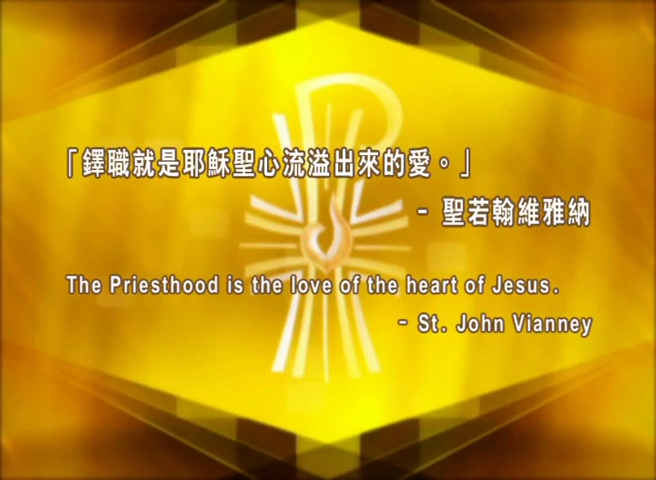 「鐸職就是耶穌聖心流溢出來的愛。」
- 聖若翰維雅納
The Priesthood is the love of the heart of Jesus.
- St. John Vianney